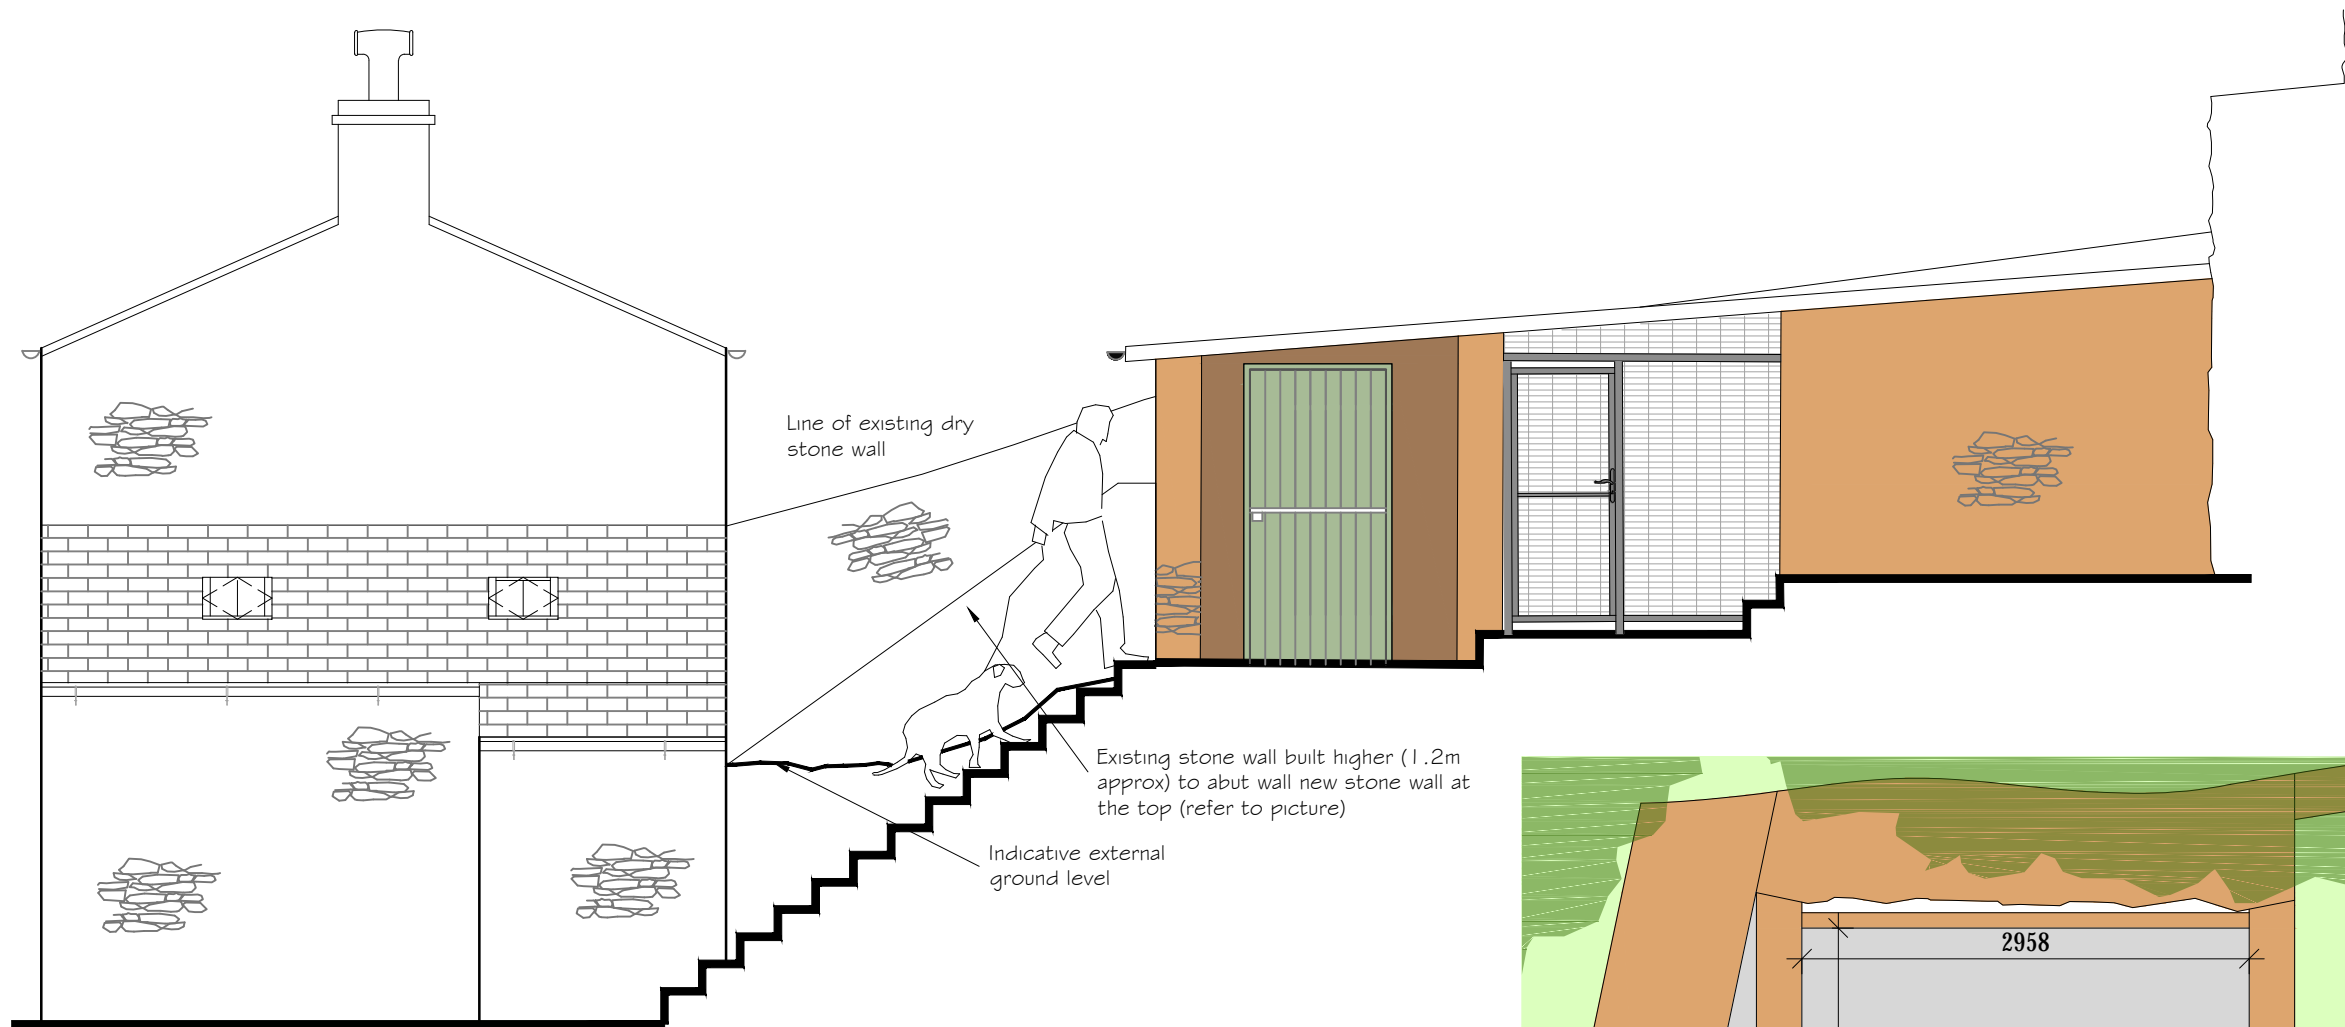 Line of existing dry
stone wall
Existing stone wall built higher (1.2m
approx) to abut wall new stone wall at
the top (refer to picture)
Indicative external
ground level
2958